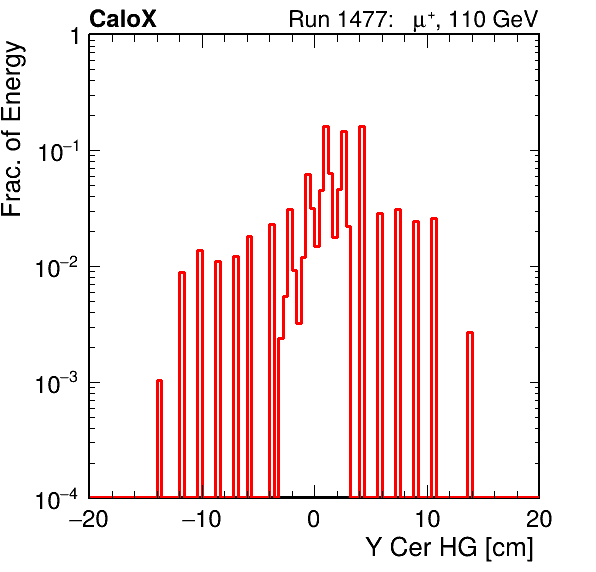 CaloX Run 1477: μ⁺, 110 GeV
Frac. of Energy
1
10⁻¹
10⁻²
10⁻³
10⁻⁴
−20 −10 0 10 20
Y Cer HG [cm]